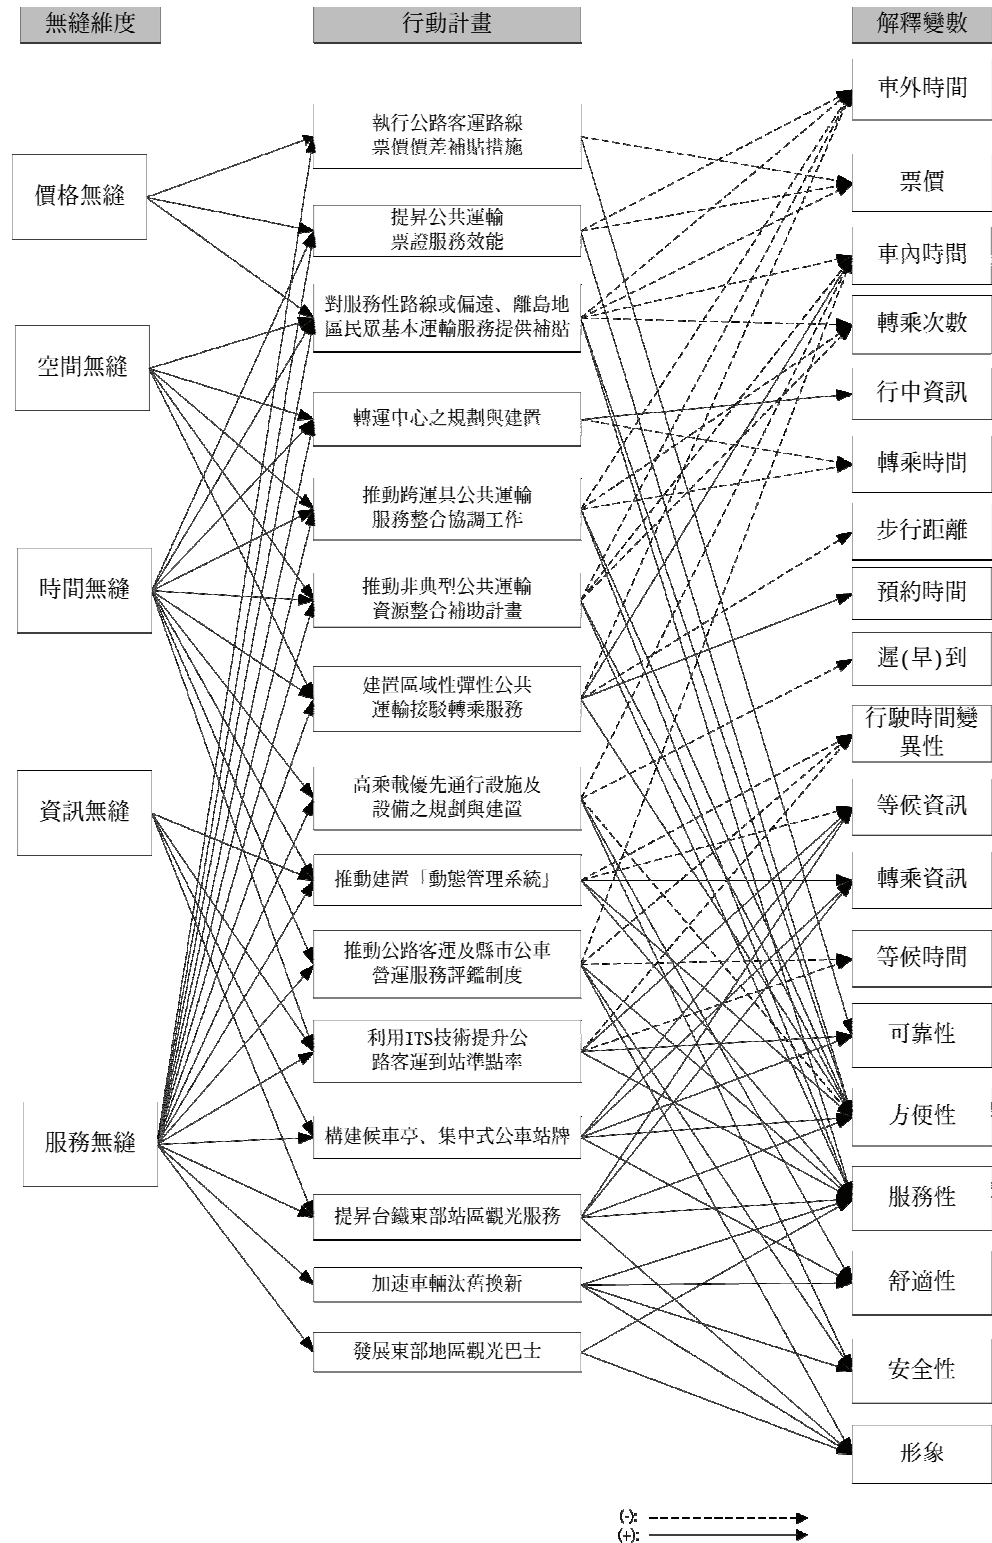 無縫維度
行動計畫
解釋變數
價格無縫
空間無縫
時間無縫
資訊無縫
服務無縫
執行公路客運路線
票價價差補貼措施
提昇公共運輸
票證服務效能
對服務性路線或偏遠、離島地
區民眾基本運輸服務提供補貼
轉運中心之規劃與建置
推動跨運具公共運輸
服務整合協調工作
推動非典型公共運輸
資源整合補助計畫
建置區域性彈性公共
運輸接駁轉乘服務
高乘載優先通行設施及
設備之規劃與建置
推動建置「動態管理系統」
推動公路客運及縣市公車
營運服務評鑑制度
利用ITS技術提升公
路客運到站準點率
構建候車亭、集中式公車站牌
提昇台鐵東部站區觀光服務
加速車輛汰舊換新
發展東部地區觀光巴士
車外時間
票價
車內時間
轉乘次數
行中資訊
轉乘時間
步行距離
預約時間
遲(早)到
行駛時間變
異性
等候資訊
轉乘資訊
等候時間
可靠性
方便性
服務性
舒適性
安全性
形象
(-):
(+):